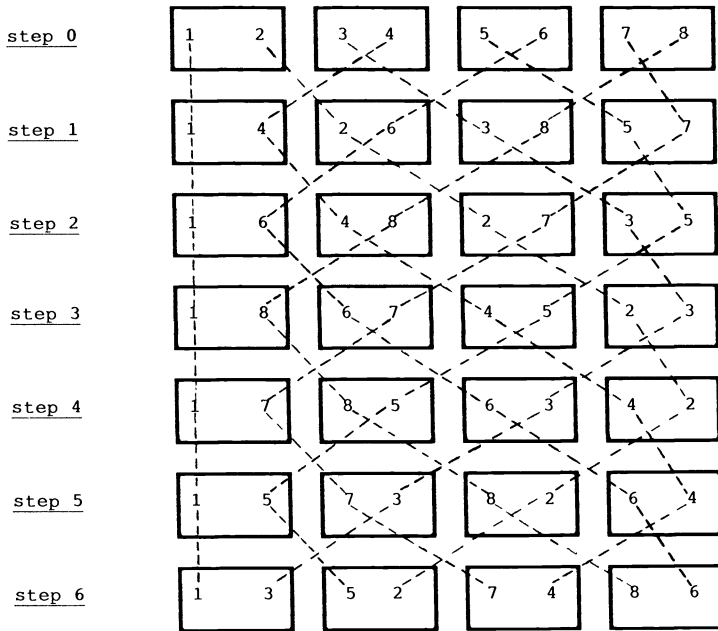 step 0 1 2 3 4 5 6 7 8
step 1 1 4 2 6 3 8 5 7
step 2 1 6 4 8 2 7 3 5
step 3 1 8 6 7 4 5 2 3
step 4 1 7 8 5 6 3 4 2
step 5 1 5 7 3 8 2 6 4
step 6 1 3 5 2 7 4 8 6